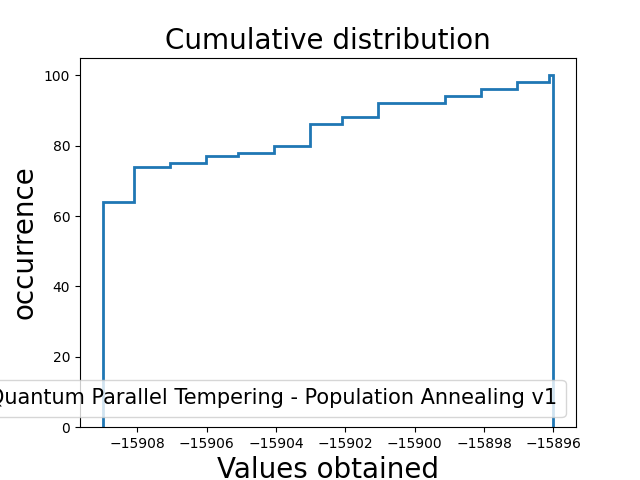 Cumulative distribution
100
80
60
40
20
0
occurrence
Quantum Parallel Tempering - Population Annealing v1
−15908 −15906 −15904 −15902 −15900 −15898 −15896
Values obtained